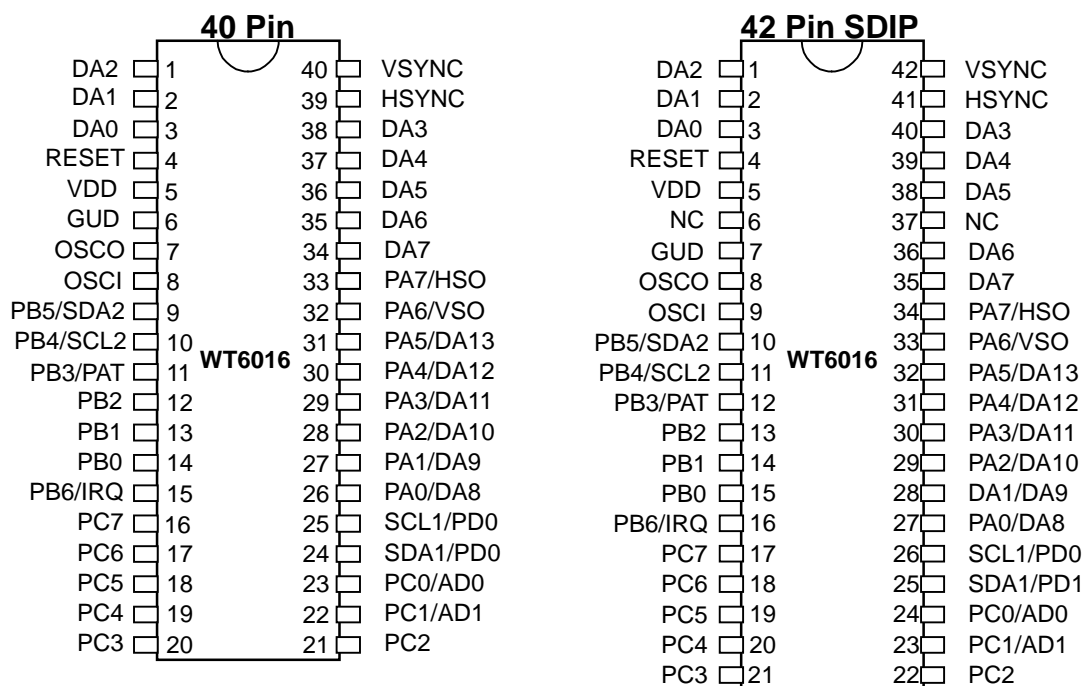 40 Pin
DA2 1 40 VSYNC
DA1 2 39 HSYNC
DA0 3 38 DA3
RESET 4 37 DA4
VDD 5 36 DA5
GUD 6 35 DA6
OSCO 7 34 DA7
OSCI 8 33 PA7/HSO
PB5/SDA2 9 32 PA6/VSO
PB4/SCL2 10 31 PA5/DA13
WT6016
PB3/PAT 11 30 PA4/DA12
PB2 12 29 PA3/DA11
PB1 13 28 PA2/DA10
PB0 14 27 PA1/DA9
PB6/IRQ 15 26 PA0/DA8
PC7 16 25 SCL1/PD0
PC6 17 24 SDA1/PD0
PC5 18 23 PC0/AD0
PC4 19 22 PC1/AD1
PC3 20 21 PC2
42 Pin SDIP
DA2 1 42 VSYNC
DA1 2 41 HSYNC
DA0 3 40 DA3
RESET 4 39 DA4
VDD 5 38 DA5
NC 6 37 NC
GUD 7 36 DA6
OSCO 8 35 DA7
OSCI 9 34 PA7/HSO
PB5/SDA2 10 33 PA6/VSO
WT6016
PB4/SCL2 11 32 PA5/DA13
PB3/PAT 12 31 PA4/DA12
PB2 13 30 PA3/DA11
PB1 14 29 PA2/DA10
PB0 15 28 DA1/DA9
PB6/IRQ 16 27 PA0/DA8
PC7 17 26 SCL1/PD0
PC6 18 25 SDA1/PD1
PC5 19 24 PC0/AD0
PC4 20 23 PC1/AD1
PC3 21 22 PC2